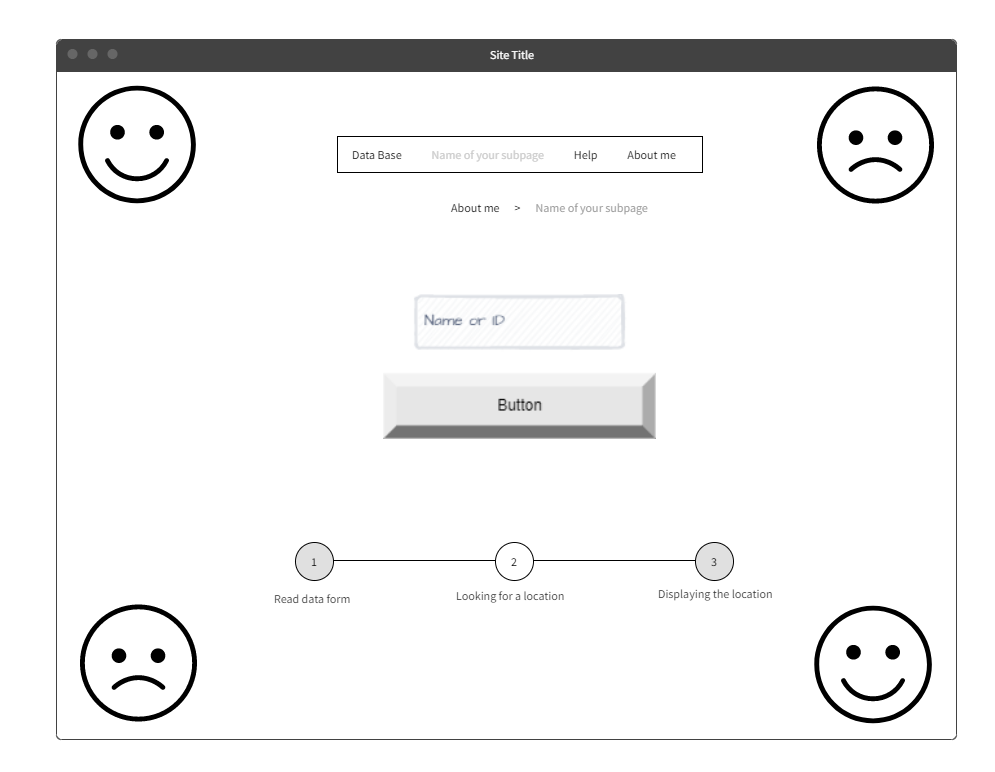 Site Title
Data Base Name of your subpage Help About me
About me > Name of your subpage
Name or ID
Button
1 2 3
Read data form Looking for a location Displaying the location